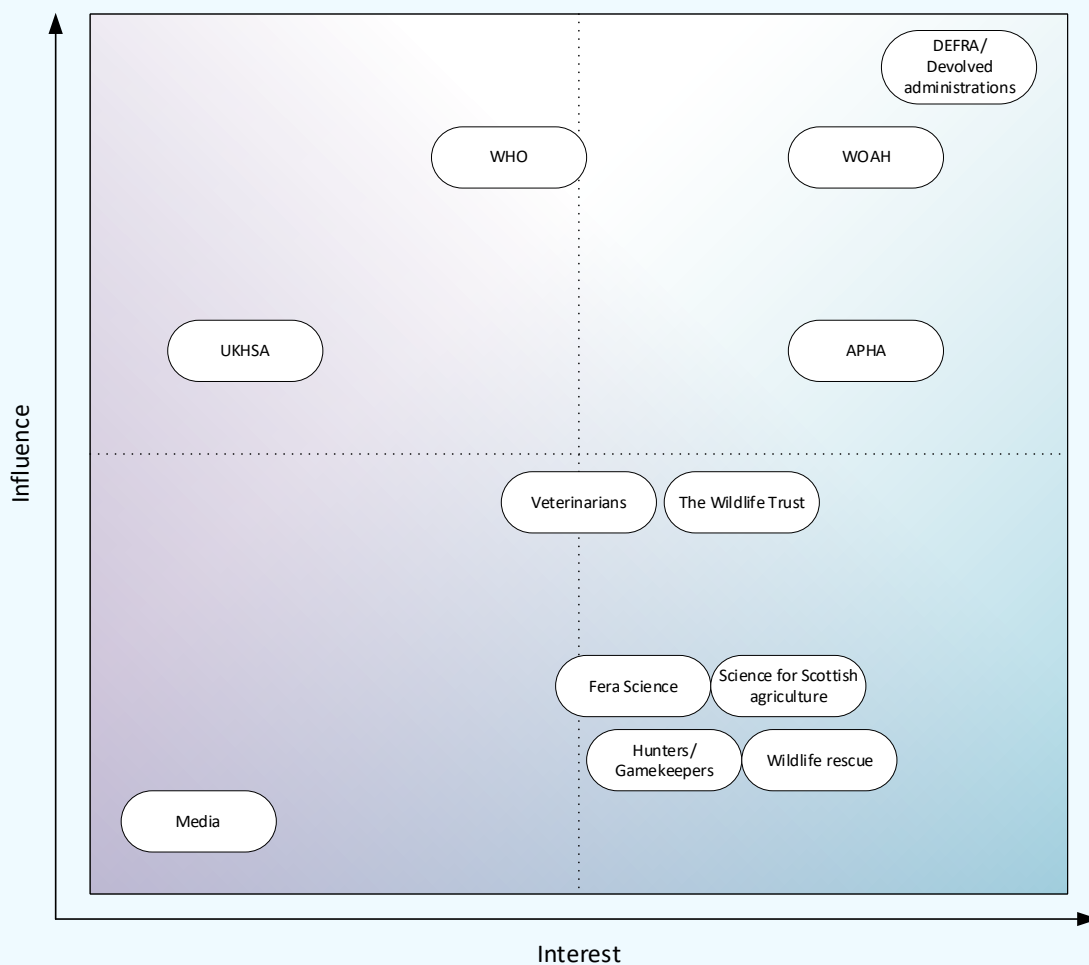 DEFRA/
Devolved
administrations
WHO
WOAH
UKHSA
APHA
Influence
Veterinarians
The Wildlife Trust
Fera Science
Science for Scottish
agriculture
Hunters/
Gamekeepers
Wildlife rescue
Media
Interest